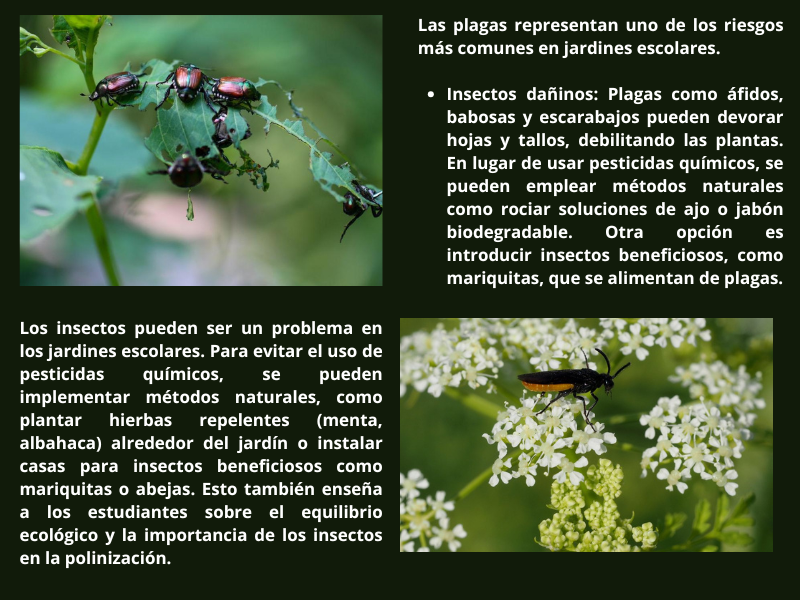 Las plagas representan uno de los riesgos
más comunes en jardines escolares.
• Insectos dañinos: Plagas como áfidos,
babosas y escarabajos pueden devorar
hojas y tallos, debilitando las plantas.
En lugar de usar pesticidas químicos, se
pueden emplear métodos naturales
como rociar soluciones de ajo o jabón
biodegradable. Otra opción es
introducir insectos beneficiosos, como
mariquitas, que se alimentan de plagas.
Los insectos pueden ser un problema en
los jardines escolares. Para evitar el uso de
pesticidas químicos, se pueden
implementar métodos naturales, como
plantar hierbas repelentes (menta,
albahaca) alrededor del jardín o instalar
casas para insectos beneficiosos como
mariquitas o abejas. Esto también enseña
a los estudiantes sobre el equilibrio
ecológico y la importancia de los insectos
en la polinización.